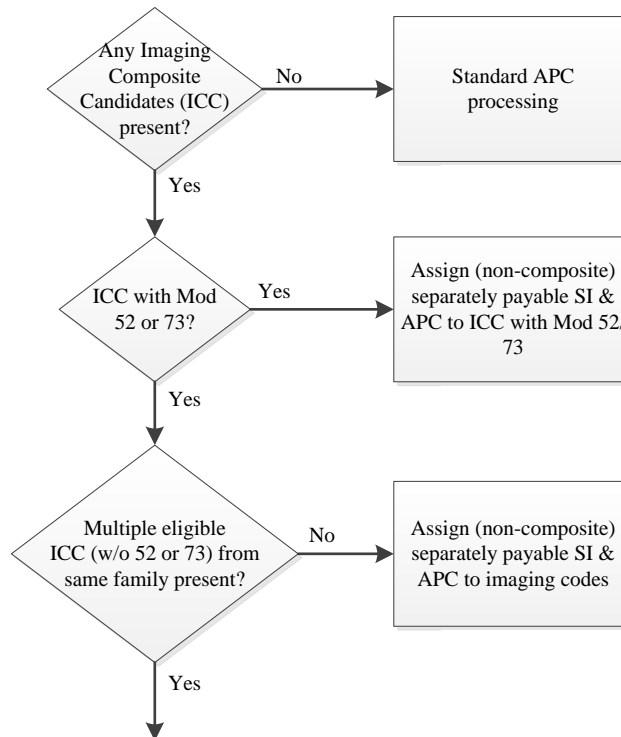 Any Imaging
Composite
Candidates (ICC)
present?
No
Standard APC
processing
Yes
ICC with Mod
52 or 73?
Yes
Assign (non-composite)
separately payable SI &
APC to ICC with Mod 52/
73
Yes
Multiple eligible
ICC (w/o 52 or 73) from
same family present?
No
Assign (non-composite)
separately payable SI &
APC to imaging codes
Yes